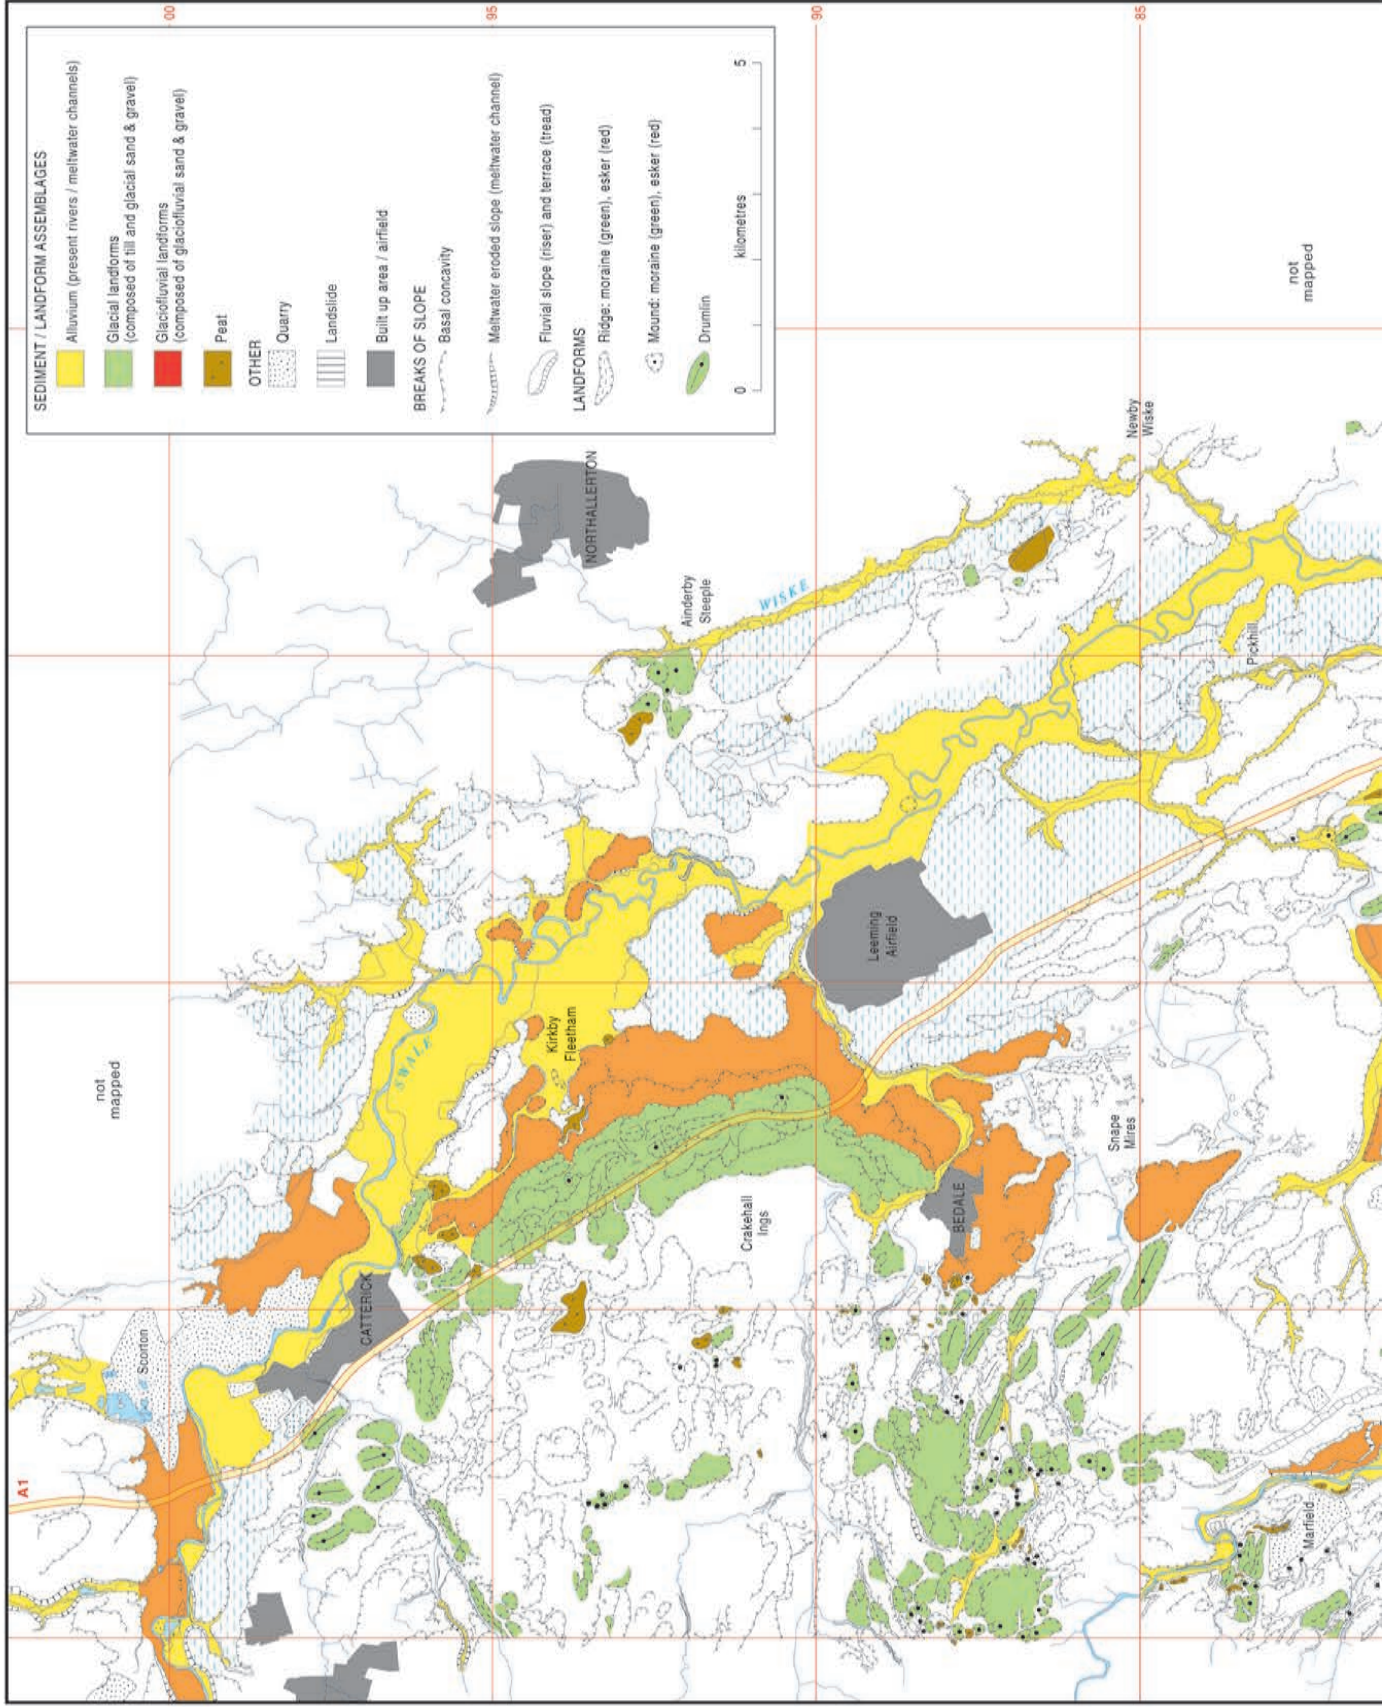 SEDIMENT / LANDFORM ASSEMBLAGES
Alluvium (present rivers / meltwater channels)
Glacial landforms
(composed of till and glacial sand & gravel)
Glaciofluvial landforms
(composed of glaciofluvial sand & gravel)
Peat
OTHER
Quarry
Landslide
Built up area / airfield
BREAKS OF SLOPE
Basal concavity
Meltwater eroded slope (meltwater channel)
Fluvial slope (riser) and terrace (tread)
LANDFORMS
Ridge: moraine (green), esker (red)
Mound: moraine (green), esker (red)
Drumlin
0
kilometres
5
00
95
90
85
not
mapped
not
mapped
A1
Scorton
CATTERICK
SWALE
Kirkby
Fleetham
NORTHALLERTON
Ainderby
Steeple
WISKE
Newby
Wiske
Pickhill
Leeming
Airfield
Crakehall
Ings
BEDALE
Snape
Mires
Marfield